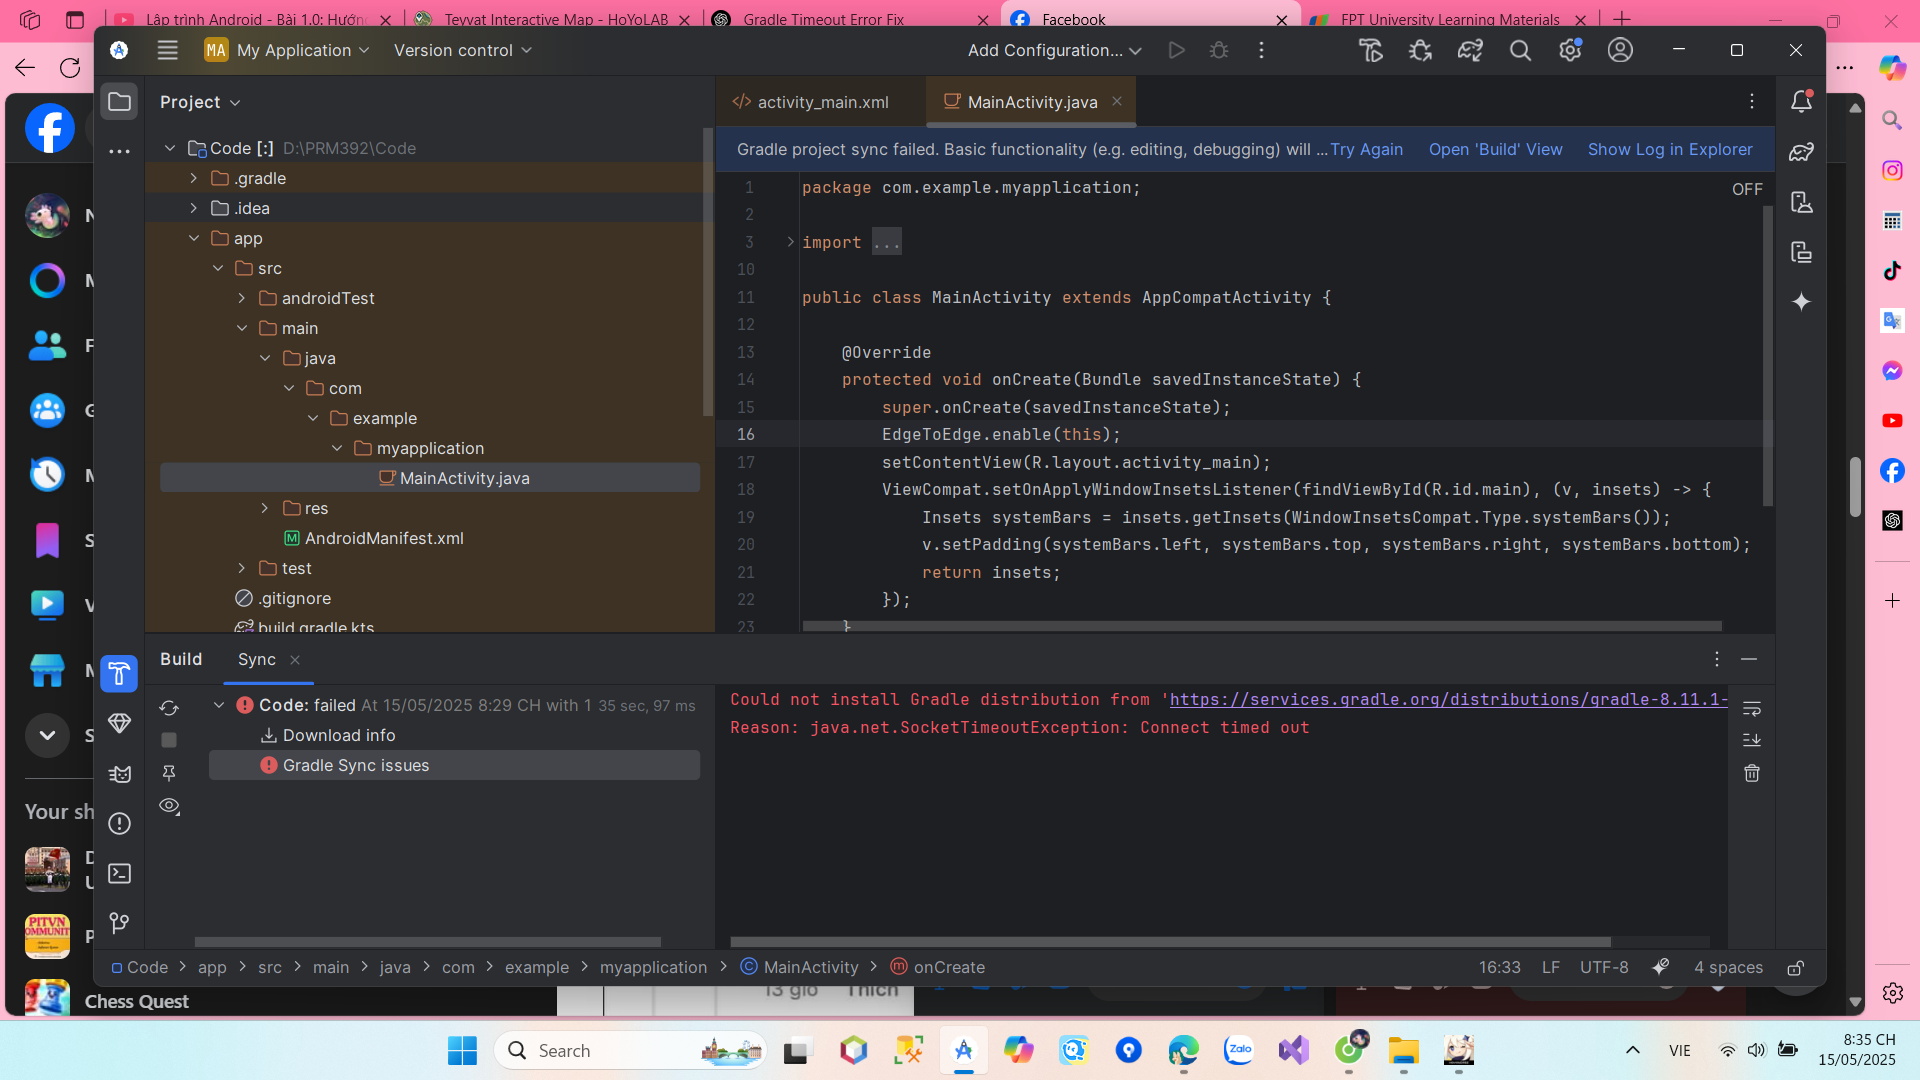 Lập trình Android - Bài 1.0: Hướng
Teyvat Interactive Map - HoYoLAB
Gradle Timeout Error Fix
Facebook
FPT University Learning Materials
MA My Application
Version control
Add Configuration...
Project
Code [:] D:\PRM392\Code
.gradle
.idea
app
src
androidTest
main
java
com
example
myapplication
MainActivity.java
res
AndroidManifest.xml
test
.gitignore
build.gradle.kts
activity_main.xml
MainActivity.java
Gradle project sync failed. Basic functionality (e.g. editing, debugging) will ... Try Again Open 'Build' View Show Log in Explorer
OFF
1 package com.example.myapplication;
2
3 import ...
10
11 public class MainActivity extends AppCompatActivity {
12
13 @Override
14 protected void onCreate(Bundle savedInstanceState) {
15 super.onCreate(savedInstanceState);
16 EdgeToEdge.enable(this);
17 setContentView(R.layout.activity_main);
18 ViewCompat.setOnApplyWindowInsetsListener(findViewById(R.id.main), (v, insets) -> {
19 Insets systemBars = insets.getInsets(WindowInsetsCompat.Type.systemBars());
20 v.setPadding(systemBars.left, systemBars.top, systemBars.right, systemBars.bottom);
21 return insets;
22 });
23 }
Build Sync
Code: failed At 15/05/2025 8:29 CH with 1 35 sec, 97 ms
Download info
Gradle Sync issues
Could not install Gradle distribution from 'https://services.gradle.org/distributions/gradle-8.11.1-
Reason: java.net.SocketTimeoutException: Connect timed out
Code > app > src > main > java > com > example > myapplication > MainActivity > onCreate
16:33 LF UTF-8 4 spaces
Your sh
Chess Quest
13 giờ Thích
Search
Zalo
VIE
8:35 CH
15/05/2025